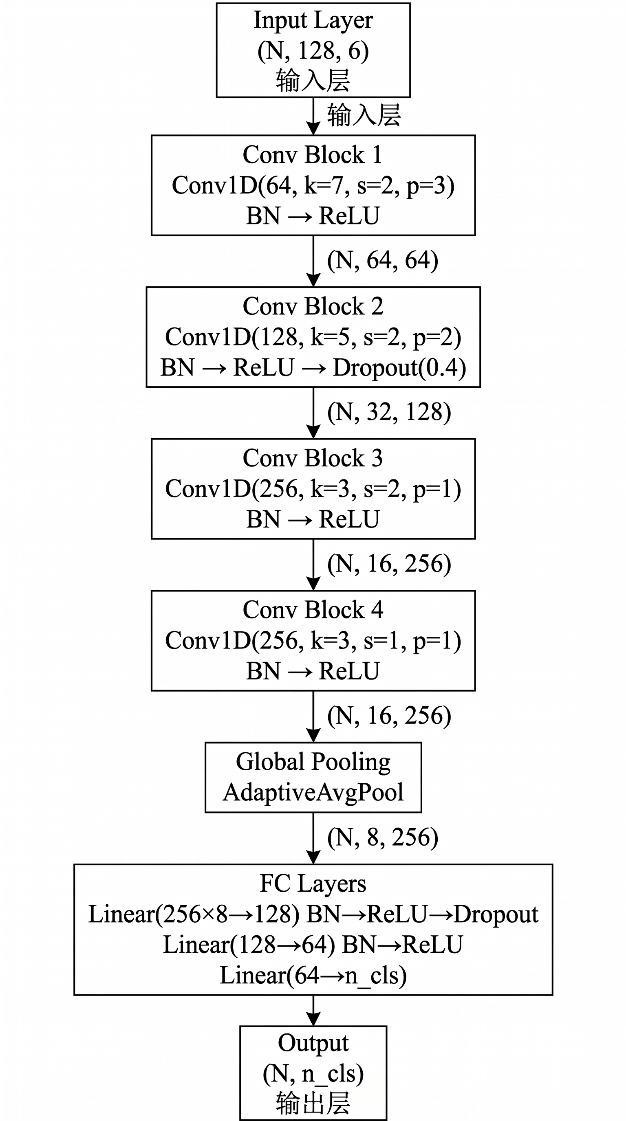 Input Layer
(N, 128, 6)
输入层
输入层
Conv Block 1
Conv1D(64, k=7, s=2, p=3)
BN → ReLU
(N, 64, 64)
Conv Block 2
Conv1D(128, k=5, s=2, p=2)
BN → ReLU → Dropout(0.4)
(N, 32, 128)
Conv Block 3
Conv1D(256, k=3, s=2, p=1)
BN → ReLU
(N, 16, 256)
Conv Block 4
Conv1D(256, k=3, s=1, p=1)
BN → ReLU
(N, 16, 256)
Global Pooling
AdaptiveAvgPool
(N, 8, 256)
FC Layers
Linear(256×8→128) BN→ReLU→Dropout
Linear(128→64) BN→ReLU
Linear(64→n_cls)
Output
(N, n_cls)
输出层